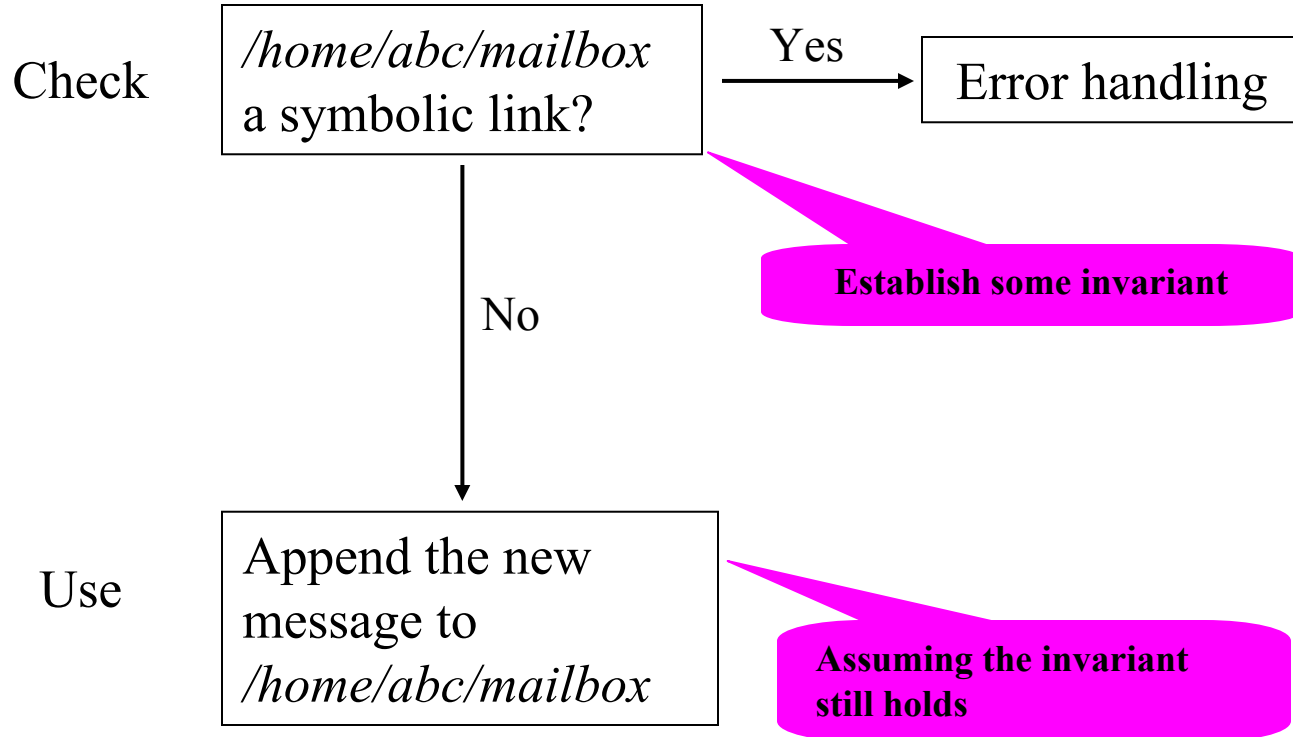 Check
/home/abc/mailbox
a symbolic link?
Yes
Error handling
Establish some invariant
No
Use
Append the new
message to
/home/abc/mailbox
Assuming the invariant
still holds